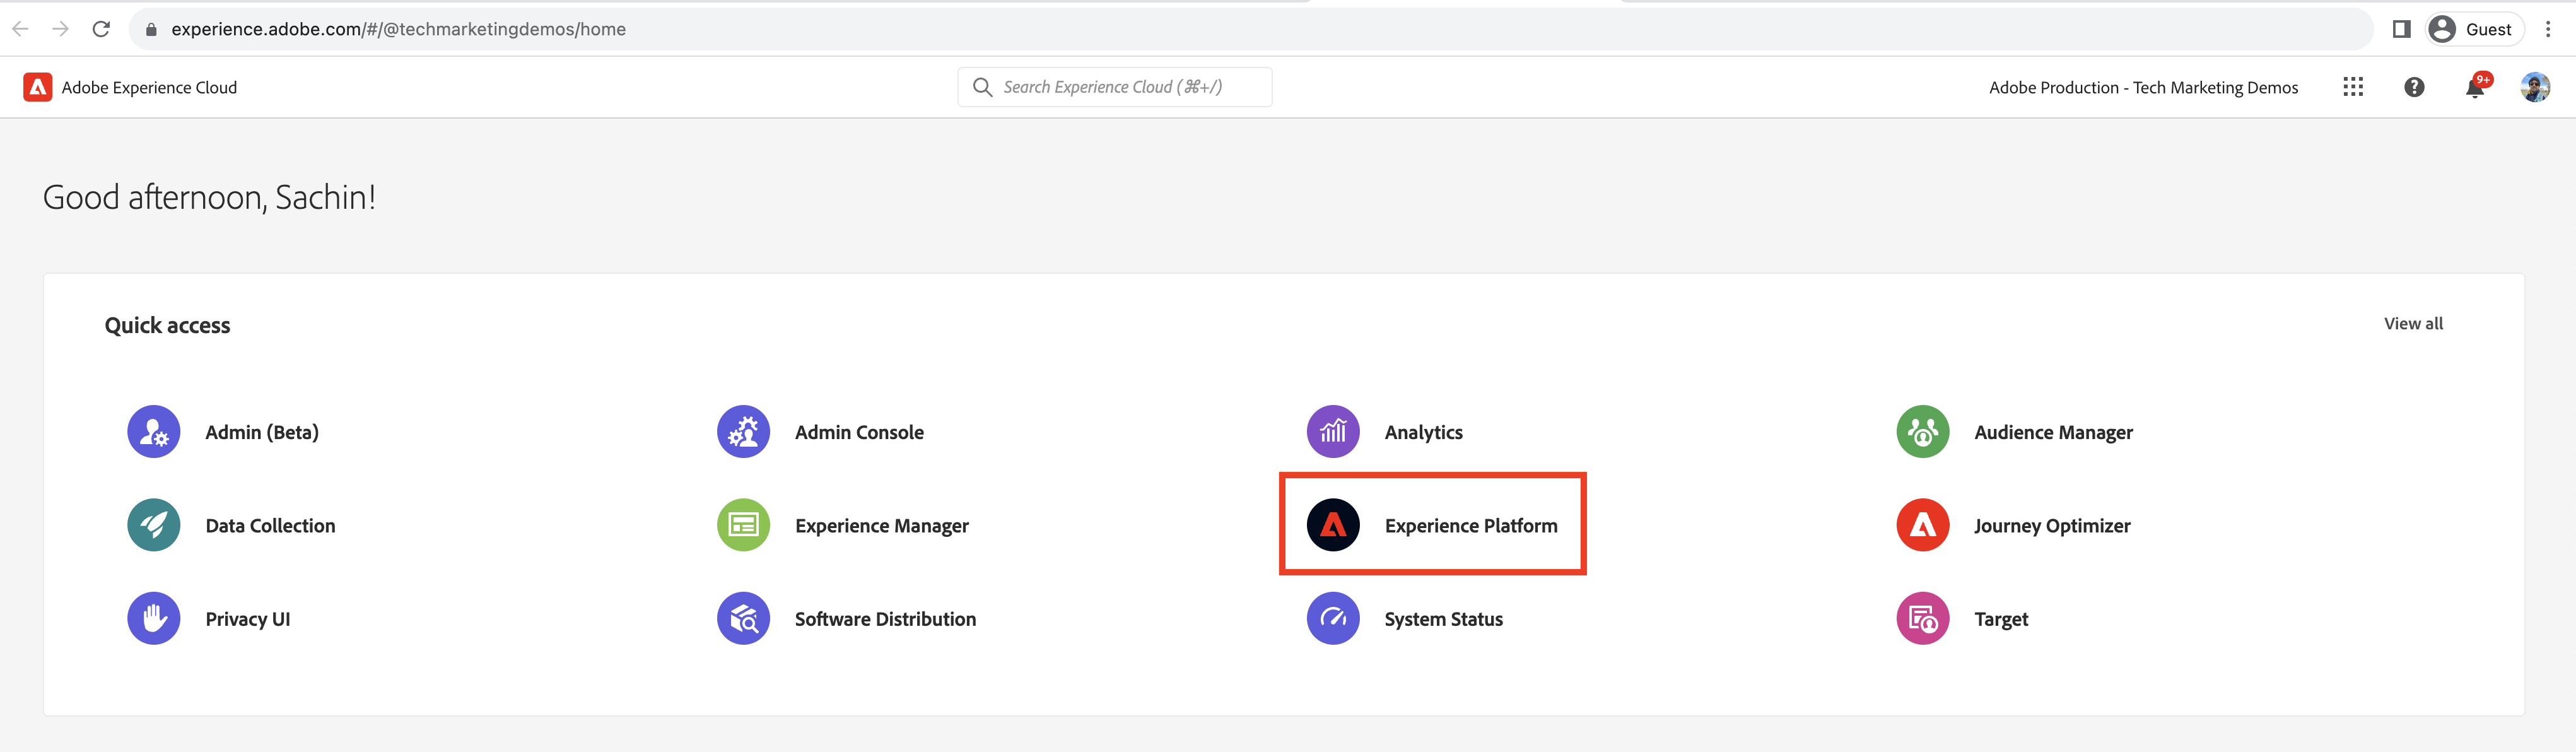 experience.adobe.com/#/@techmarketingdemos/home
Guest
Adobe Experience Cloud
Search Experience Cloud (⌘+/)
Adobe Production - Tech Marketing Demos
9+
Good afternoon, Sachin!
Quick access
View all
Admin (Beta)
Admin Console
Analytics
Audience Manager
Data Collection
Experience Manager
Experience Platform
Journey Optimizer
Privacy UI
Software Distribution
System Status
Target